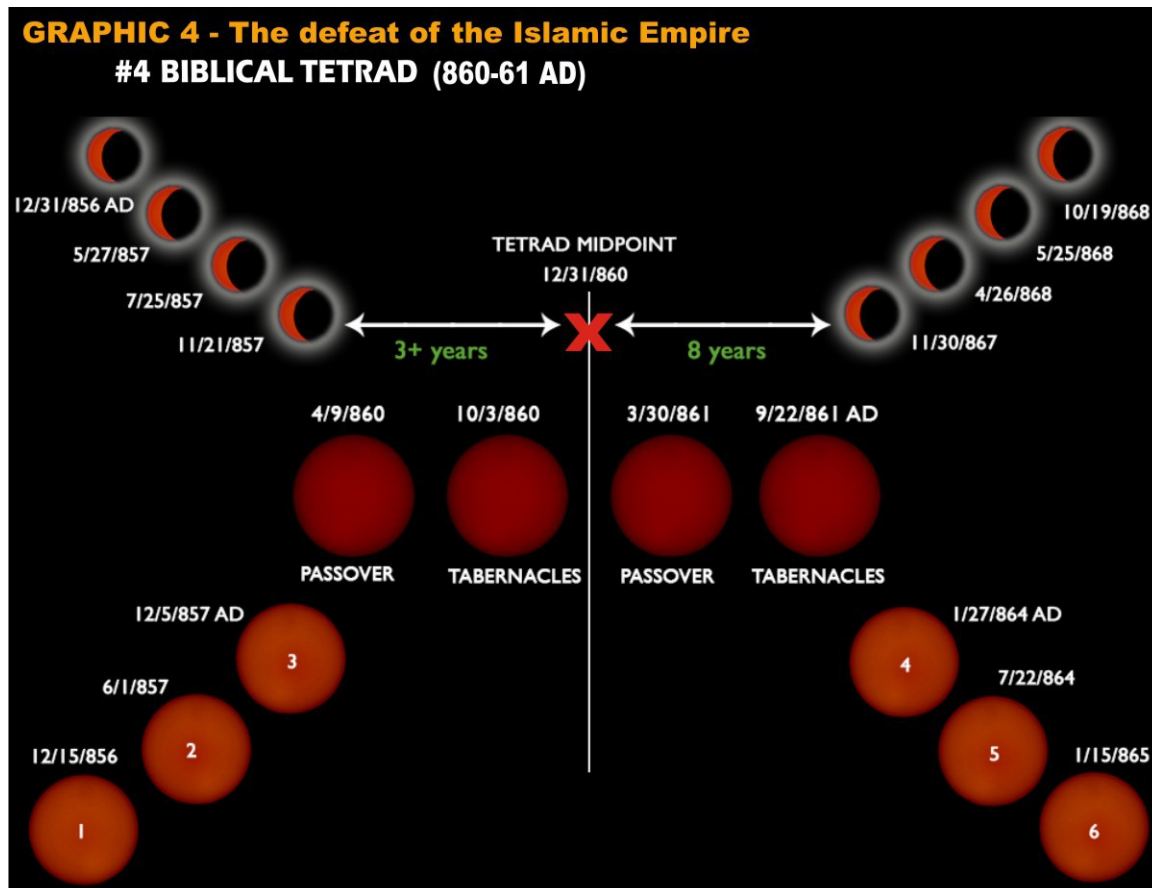 GRAPHIC 4 - The defeat of the Islamic Empire
#4 BIBLICAL TETRAD (860-61 AD)
12/31/856 AD
5/27/857
7/25/857
11/21/857
TETRAD MIDPOINT
12/31/860
10/19/868
5/25/868
4/26/868
11/30/867
X
3+ years
8 years
4/9/860
10/3/860
3/30/861
9/22/861 AD
PASSOVER
TABERNACLES
PASSOVER
TABERNACLES
12/5/857 AD
3
6/1/857
2
12/15/856
1
1/27/864 AD
4
7/22/864
5
1/15/865
6